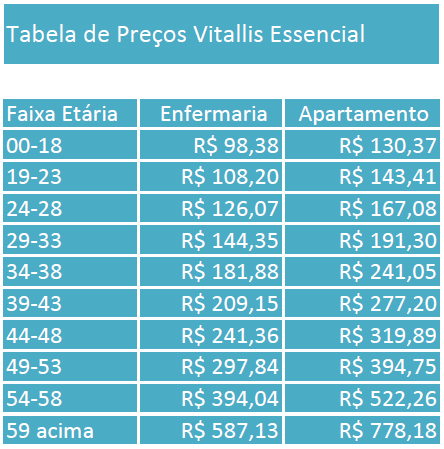 Tabela de Preços Vitallis Essencial
Faixa Etária Enfermaria Apartamento
00-18 R$ 98,38 R$ 130,37
19-23 R$ 108,20 R$ 143,41
24-28 R$ 126,07 R$ 167,08
29-33 R$ 144,35 R$ 191,30
34-38 R$ 181,88 R$ 241,05
39-43 R$ 209,15 R$ 277,20
44-48 R$ 241,36 R$ 319,89
49-53 R$ 297,84 R$ 394,75
54-58 R$ 394,04 R$ 522,26
59 acima R$ 587,13 R$ 778,18